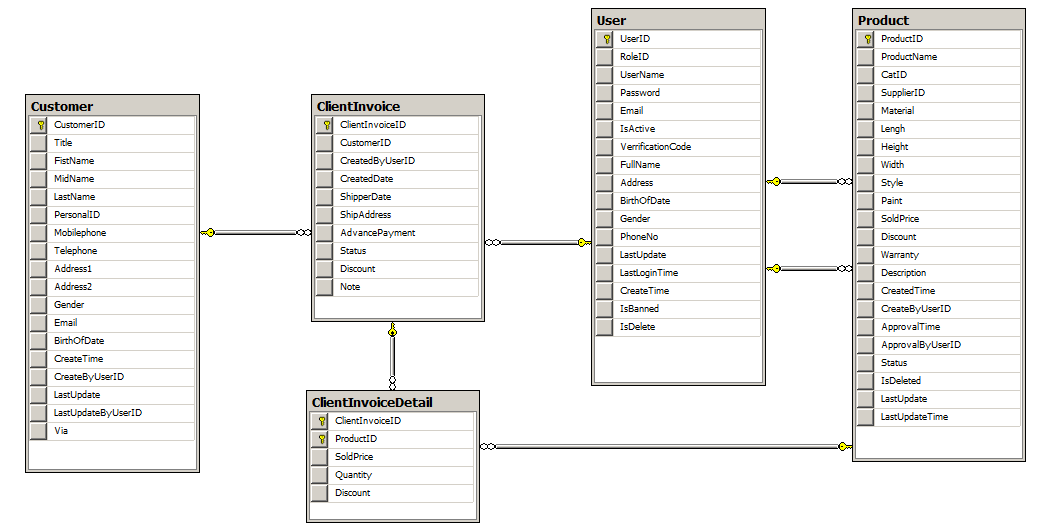 Customer
CustomerID
Title
FistName
MidName
LastName
PersonalID
Mobilephone
Telephone
Address1
Address2
Gender
Email
BirthOfDate
CreateTime
CreateByUserID
LastUpdate
LastUpdateByUserID
Via
ClientInvoice
ClientInvoiceID
CustomerID
CreatedByUserID
CreatedDate
ShipperDate
ShipAddress
AdvancePayment
Status
Discount
Note
ClientInvoiceDetail
ClientInvoiceID
ProductID
SoldPrice
Quantity
Discount
User
UserID
RoleID
UserName
Password
Email
IsActive
VerrificationCode
FullName
Address
BirthOfDate
Gender
PhoneNo
LastUpdate
LastLoginTime
CreateTime
IsBanned
IsDelete
Product
ProductID
ProductName
CatID
SupplierID
Material
Lengh
Height
Width
Style
Paint
SoldPrice
Discount
Warranty
Description
CreatedTime
CreateByUserID
ApprovalTime
ApprovalByUserID
Status
IsDeleted
LastUpdate
LastUpdateTime